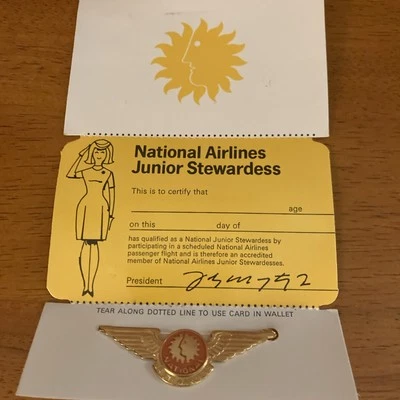 National Airlines
Junior Stewardess
This is to certify that
age
on this day of
has qualified as a National Junior Stewardess by
participating in a scheduled National Airlines
passenger flight and is therefore an accredited
member of National Airlines Junior Stewardesses.
President
TEAR ALONG DOTTED LINE TO USE CARD IN WALLET
NATIONAL